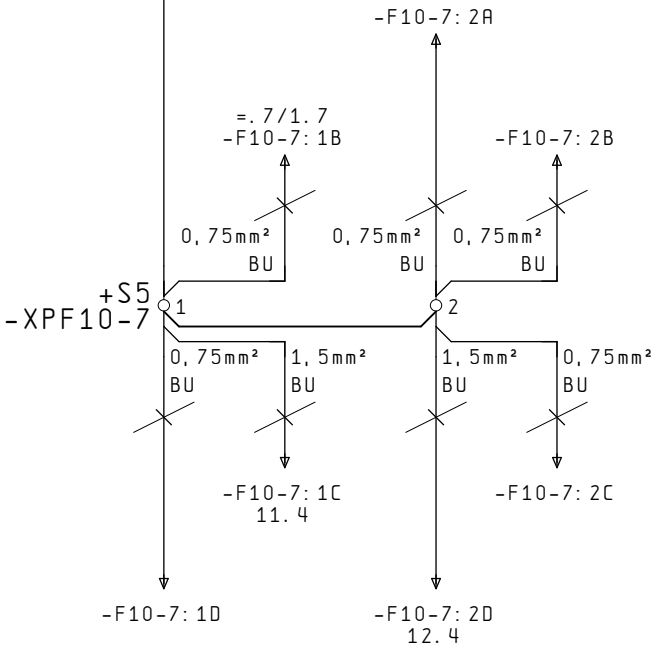 -F10-7:2A
=.7/1.7
-F10-7:1B
-F10-7:2B
0,75mm²
BU
0,75mm²
BU
0,75mm²
BU
+S5
-XPF10-7
1
2
0,75mm²
BU
1,5mm²
BU
1,5mm²
BU
0,75mm²
BU
-F10-7:1C
11.4
-F10-7:2C
-F10-7:1D
-F10-7:2D
12.4